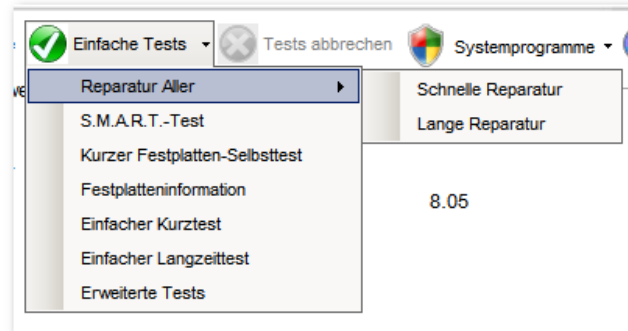 Einfache Tests Tests abbrechen Systemprogramme
Reparatur Aller Schnelle Reparatur
S.M.A.R.T.-Test Lange Reparatur
Kurzer Festplatten-Selbsttest
Festplatteninformation 8.05
Einfacher Kurztest
Einfacher Langzeittest
Erweiterte Tests